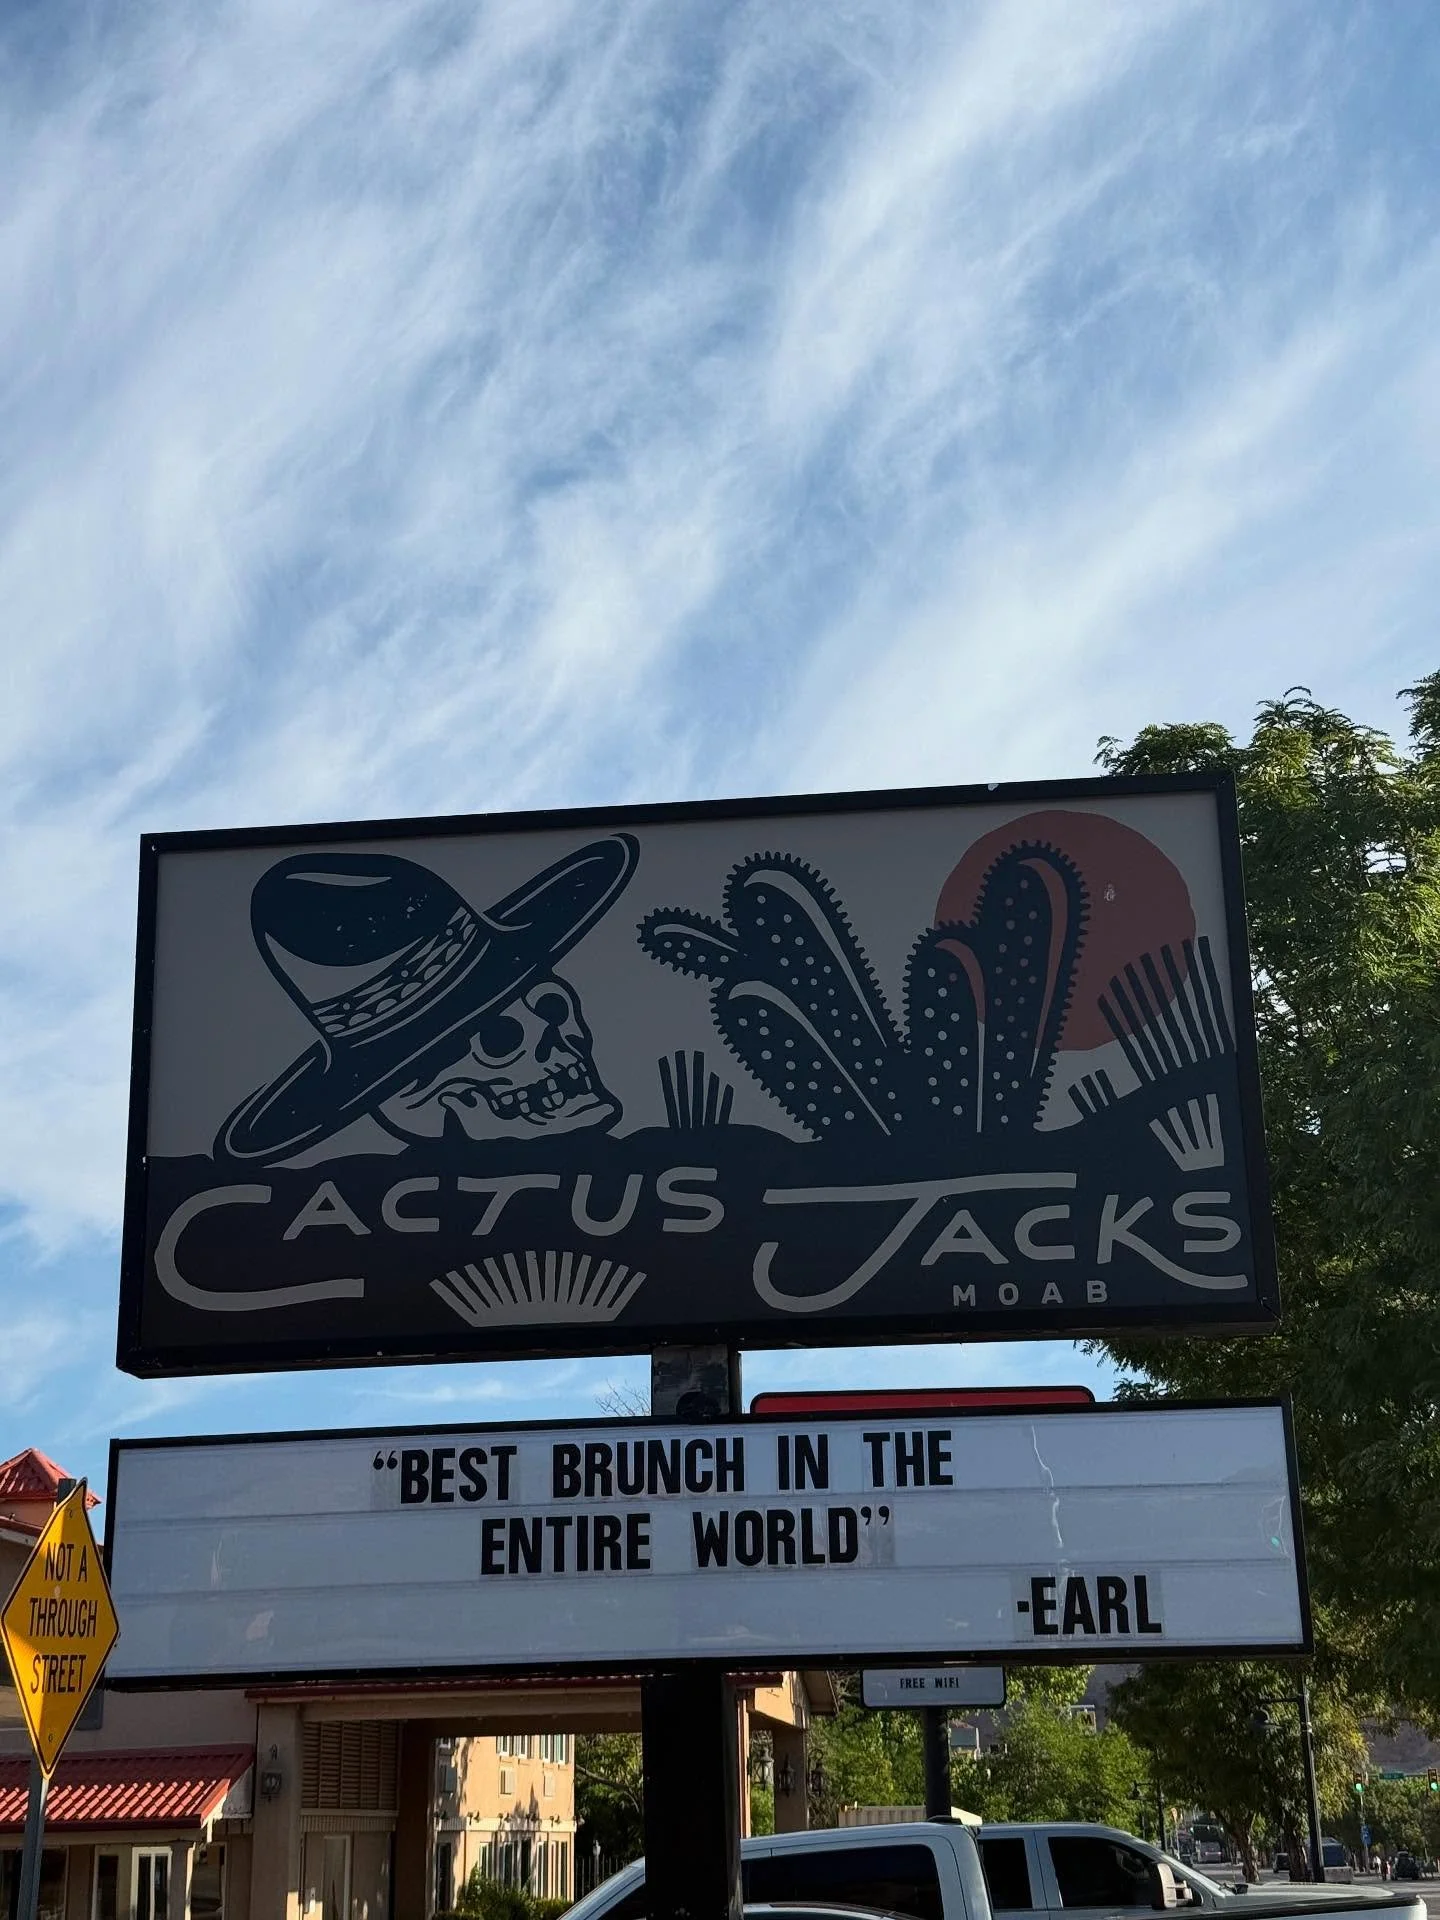 CACTUS JACKS
MOAB
“BEST BRUNCH IN THE
ENTIRE WORLD”
-EARL
NOT A
THROUGH
STREET
FREE WIFI